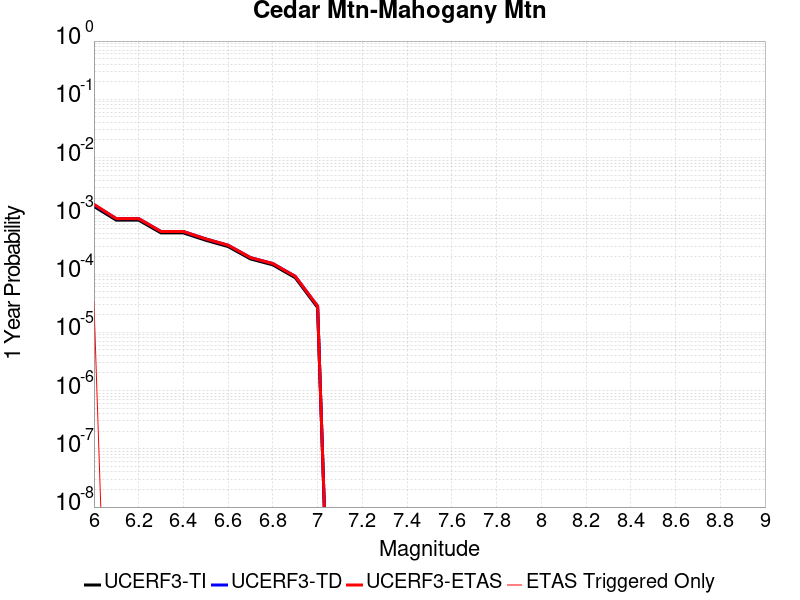 Cedar Mtn-Mahogany Mtn
10^0
10^-1
10^-2
10^-3
10^-4
10^-5
10^-6
10^-7
10^-8
1 Year Probability
6 6.2 6.4 6.6 6.8 7 7.2 7.4 7.6 7.8 8 8.2 8.4 8.6 8.8 9
Magnitude
UCERF3-TI UCERF3-TD UCERF3-ETAS ETAS Triggered Only